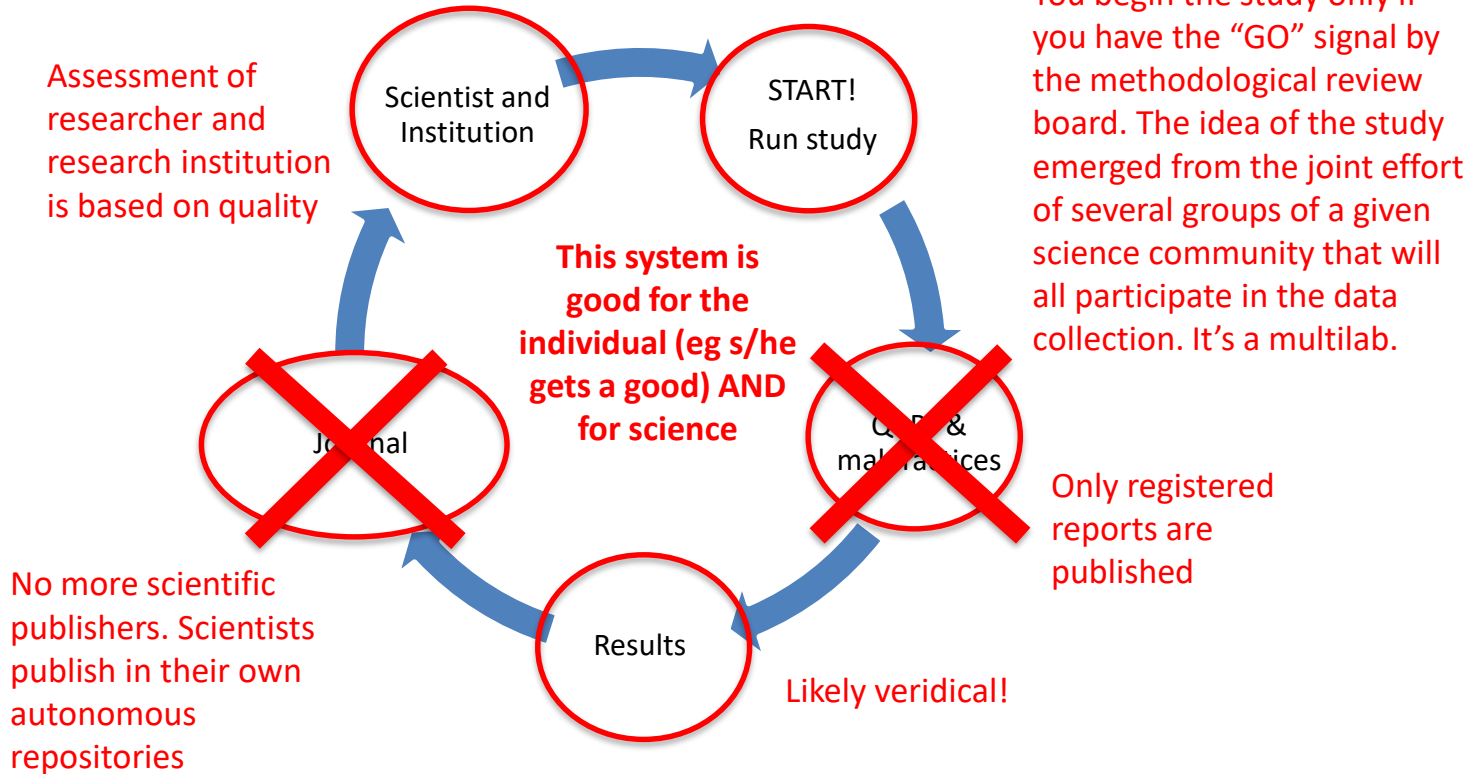 Assessment of
researcher and
research institution
is based on quality
Scientist and
Institution
START!
Run study
You begin the study only if
you have the “GO” signal by
the methodological review
board. The idea of the study
emerged from the joint effort
of several groups of a given
science community that will
all participate in the data
collection. It’s a multilab.
This system is
good for the
individual (eg s/he
gets a good) AND
for science
&
Only registered
reports are
published
Results
Likely veridical!
No more scientific
publishers. Scientists
publish in their own
autonomous
repositories